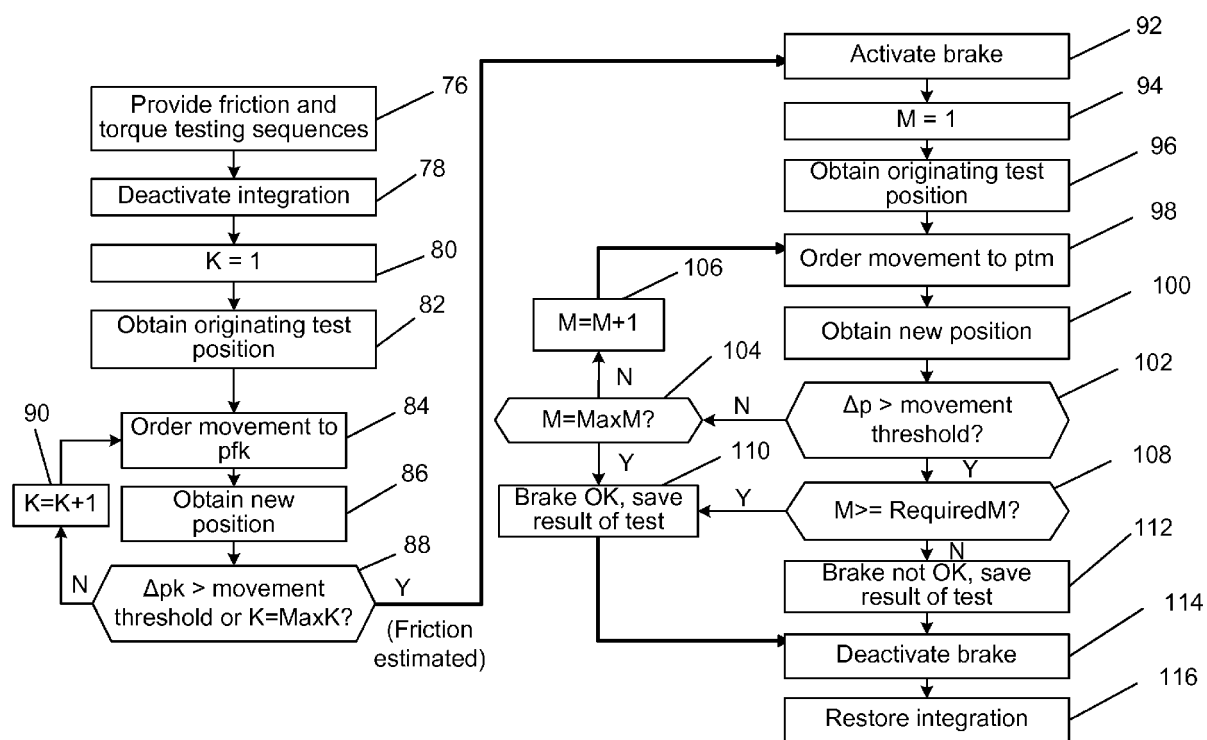 Provide friction and
torque testing sequences
76
Deactivate integration
78
K = 1
80
Obtain originating test
position
82
90
Order movement to
pfk
84
K=K+1
Obtain new
position
86
88
N
Δpk > movement
threshold or K=MaxK?
Y
(Friction
estimated)
Activate brake
92
M = 1
94
Obtain originating test
position
96
Order movement to ptm
98
106
M=M+1
Obtain new position
100
N
104
M=MaxM?
N
Δp > movement
threshold?
102
Y
110
Y
108
Brake OK, save
result of test
Y
M>= RequiredM?
N
112
Brake not OK, save
result of test
114
Deactivate brake
116
Restore integration